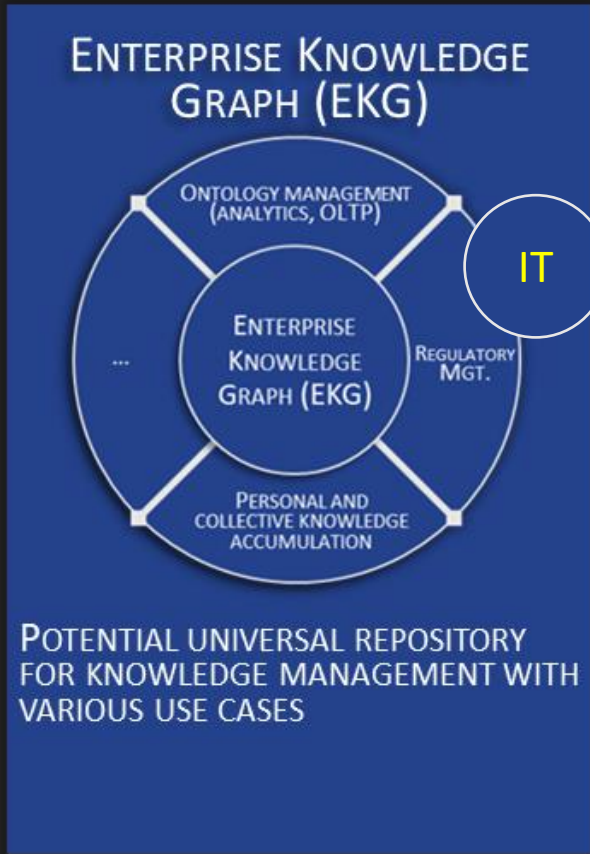 ENTERPRISE KNOWLEDGE
GRAPH (EKG)
ONTOLOGY MANAGEMENT
(ANALYTICS, OLTP)
IT
ENTERPRISE
KNOWLEDGE
GRAPH (EKG)
...
REGULATORY
MGT.
PERSONAL AND
COLLECTIVE KNOWLEDGE
ACCUMULATION
POTENTIAL UNIVERSAL REPOSITORY
FOR KNOWLEDGE MANAGEMENT WITH
VARIOUS USE CASES